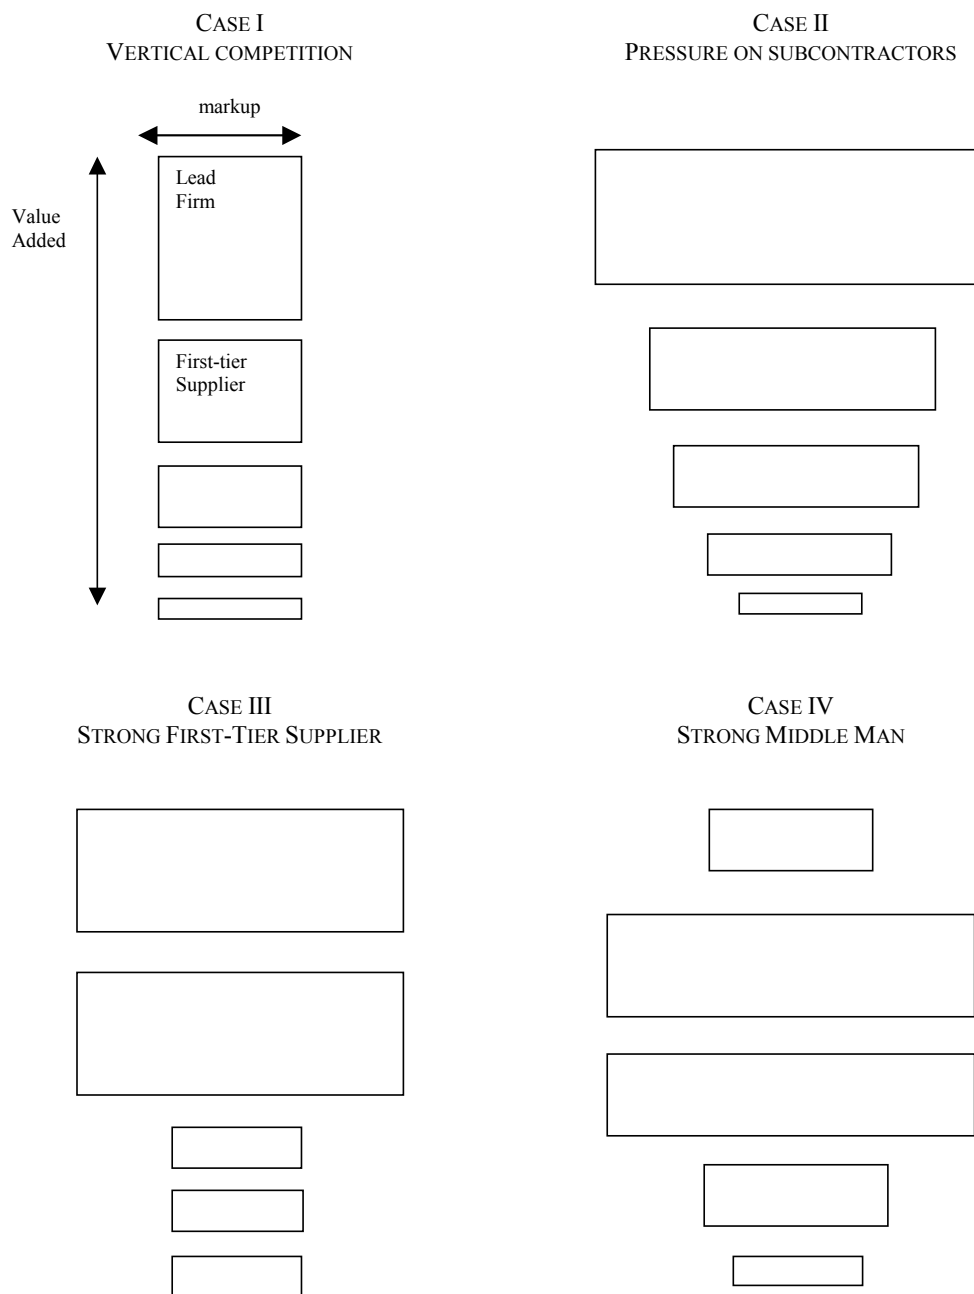 CASE I
VERTICAL COMPETITION
CASE II
PRESSURE ON SUBCONTRACTORS
markup
Lead
Firm
Value
Added
First-tier
Supplier
CASE III
STRONG FIRST-TIER SUPPLIER
CASE IV
STRONG MIDDLE MAN